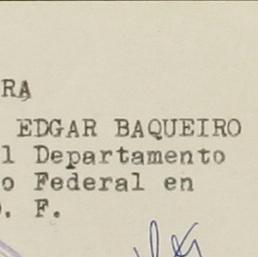 RA
EDGAR BAQUEIRO
l Departamento
o Federal en
. F.